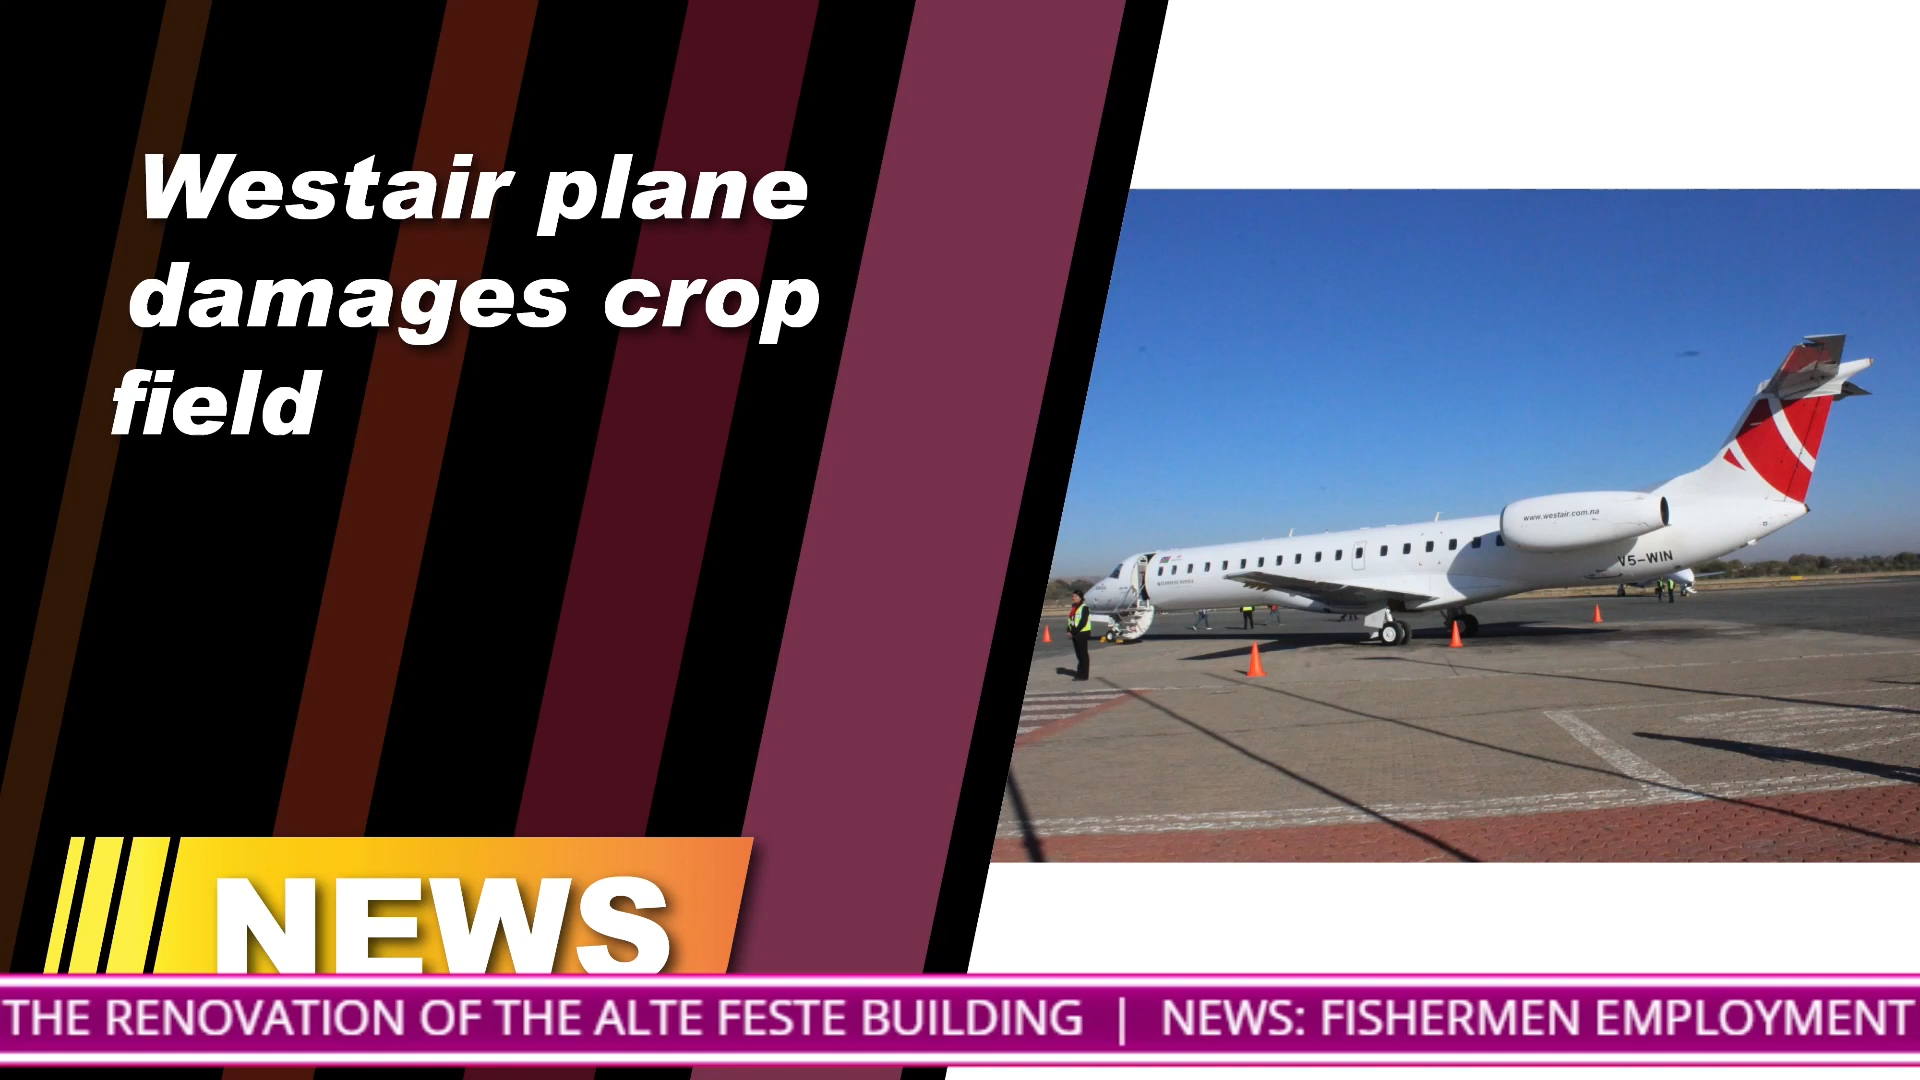 Westair plane
damages crop
field
www.westair.com.na
V5-WIN
NEWS
THE RENOVATION OF THE ALTE FESTE BUILDING | NEWS: FISHERMEN EMPLOYMENT